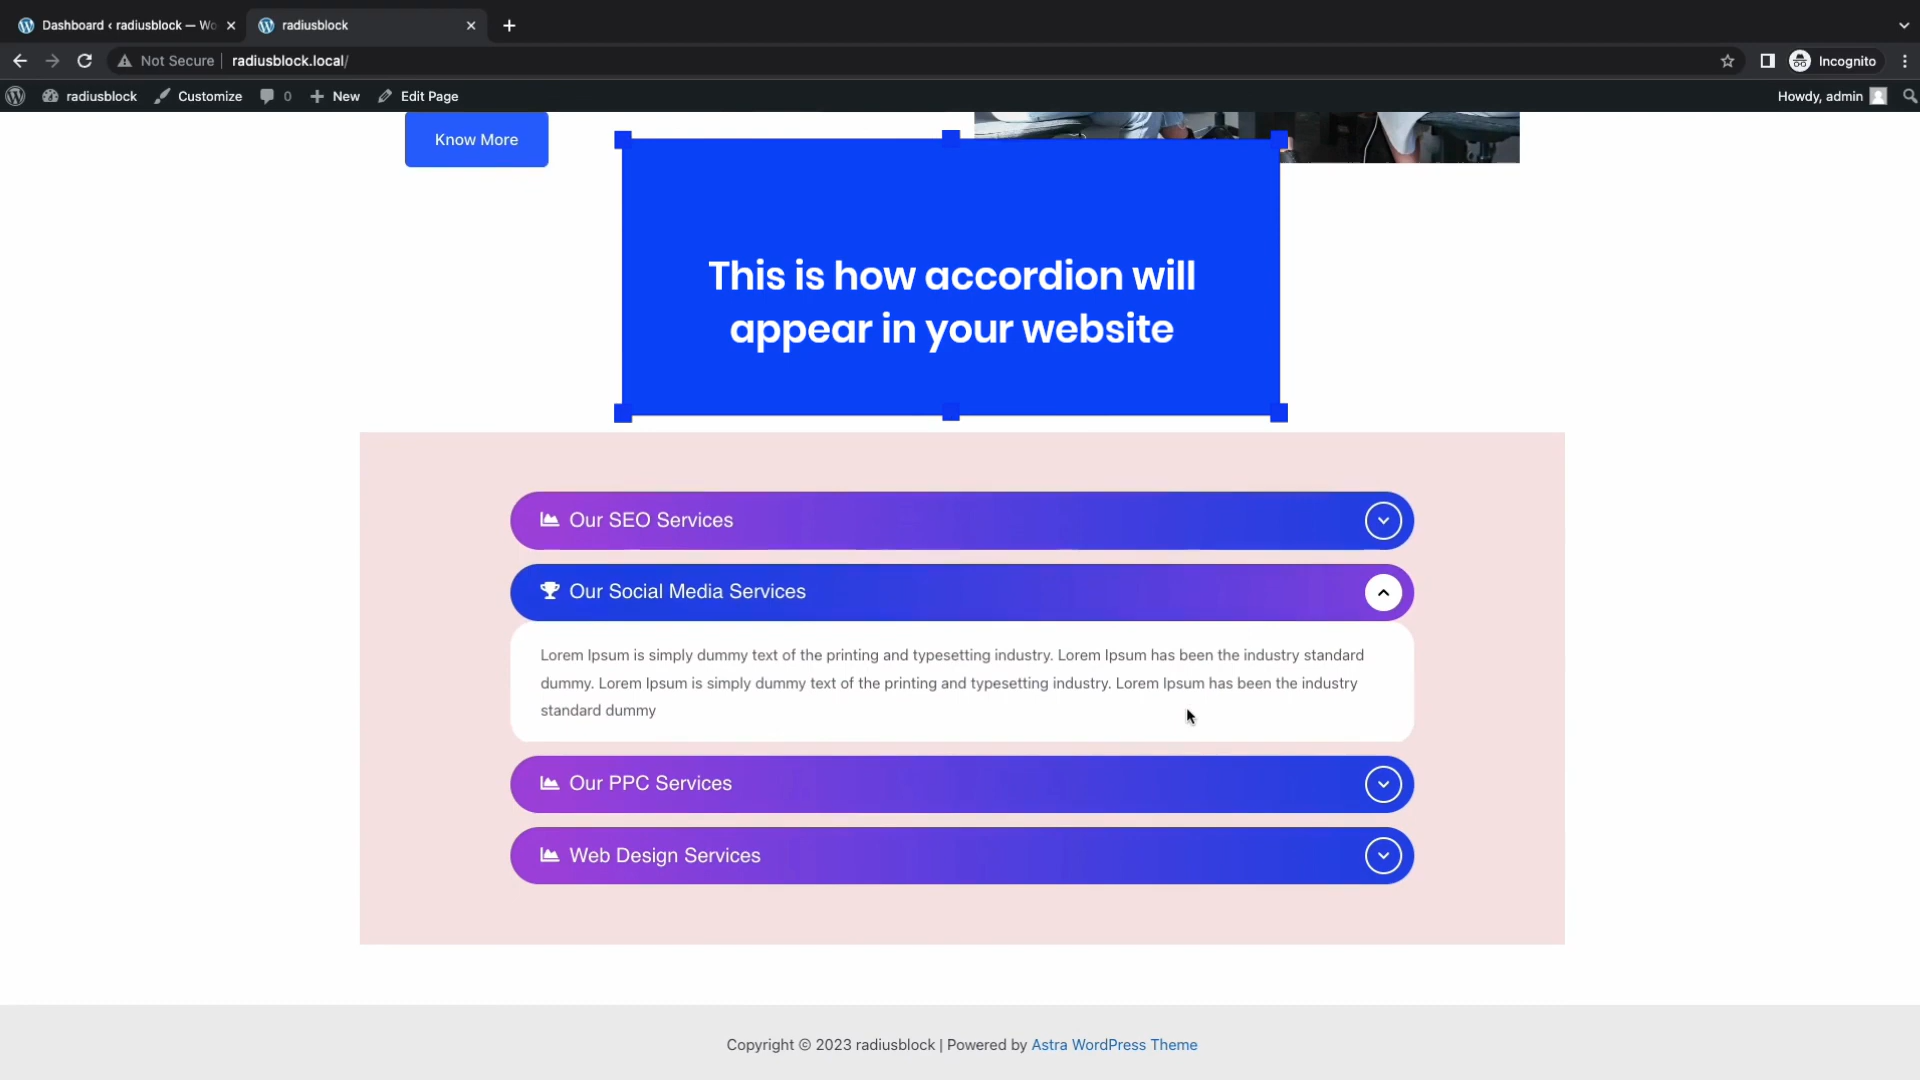 Dashboard ‹ radiusblock — Wo
radiusblock
Not Secure
radiusblock.local/
Incognito
radiusblock
Customize
0
New
Edit Page
Howdy, admin
Know More
This is how accordion will
appear in your website
Our SEO Services
Our Social Media Services
Lorem Ipsum is simply dummy text of the printing and typesetting industry. Lorem Ipsum has been the industry standard
dummy. Lorem Ipsum is simply dummy text of the printing and typesetting industry. Lorem Ipsum has been the industry
standard dummy
Our PPC Services
Web Design Services
Copyright © 2023 radiusblock | Powered by Astra WordPress Theme